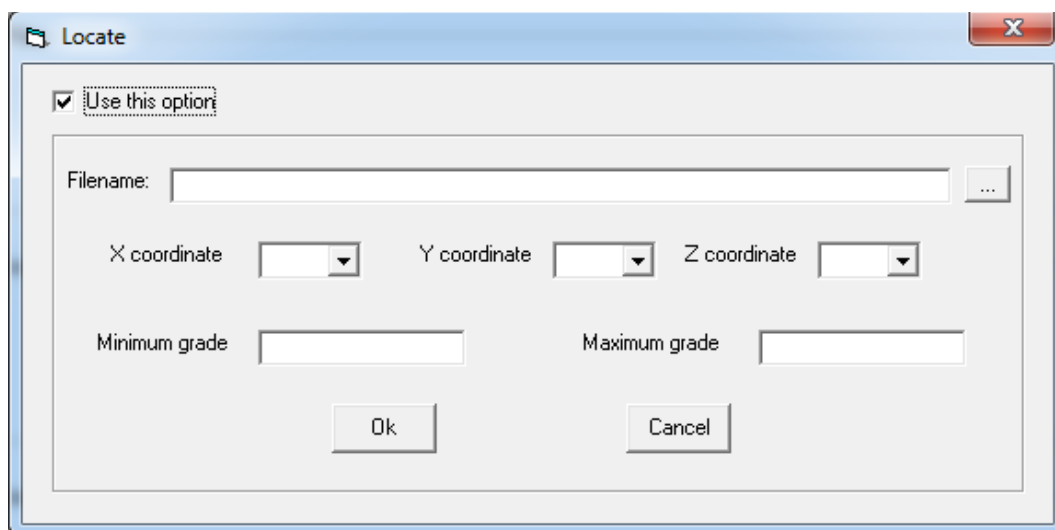 Locate
Use this option
Filename: ...
X coordinate Y coordinate Z coordinate
Minimum grade Maximum grade
Ok Cancel